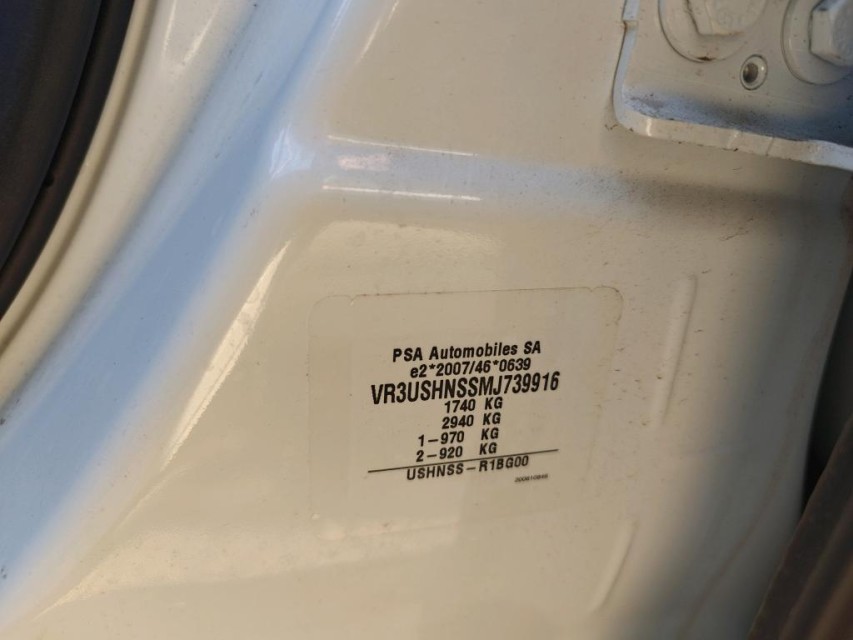 PSA Automobiles SA
e2*2007/46*0639
VR3USHNSSMJ739916
1740 KG
2940 KG
1-970 KG
2-920 KG
USHNSS-R1BG00